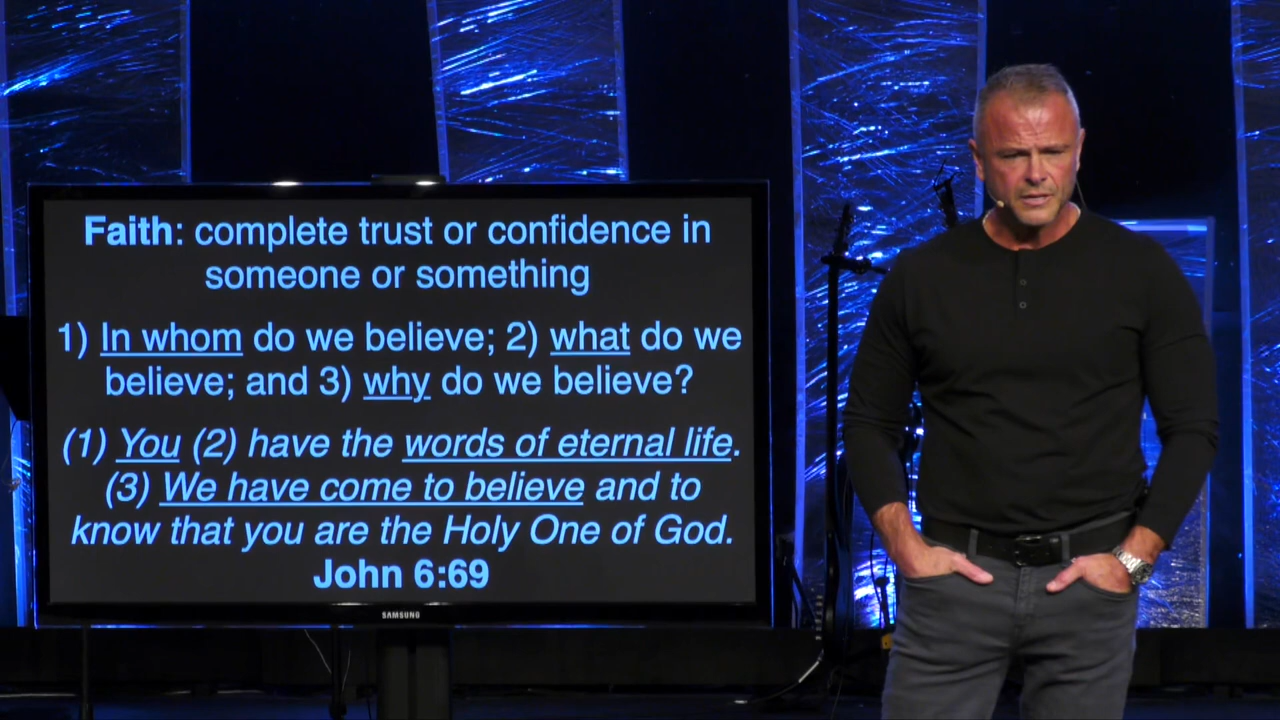 Faith: complete trust or confidence in
someone or something
1) In whom do we believe; 2) what do we
believe; and 3) why do we believe?
(1) You (2) have the words of eternal life.
(3) We have come to believe and to
know that you are the Holy One of God.
John 6:69
SAMSUNG